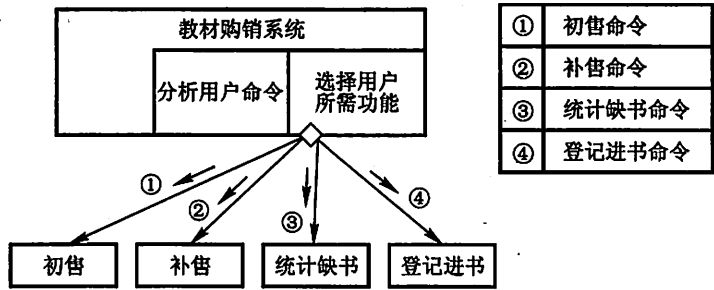 教材购销系统
分析用户命令
选择用户
所需功能
① 初售命令
② 补售命令
③ 统计缺书命令
④ 登记进书命令
①
②
③
④
初售
补售
统计缺书
登记进书